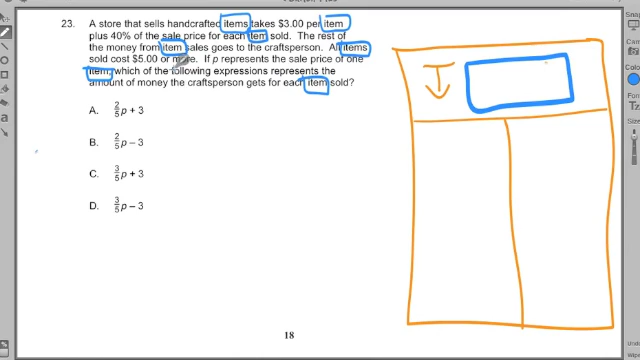 23. A store that sells handcrafted items takes $3.00 per item
plus 40% of the sale price for each item sold. The rest of
the money from item sales goes to the craftsperson. All items
sold cost $5.00 or more. If p represents the sale price of one
item, which of the following expressions represents the
amount of money the craftsperson gets for each item sold?
A. 2/5 p + 3
B. 2/5 p − 3
C. 3/5 p + 3
D. 3/5 p − 3
18
T
Color
Tz
Undo